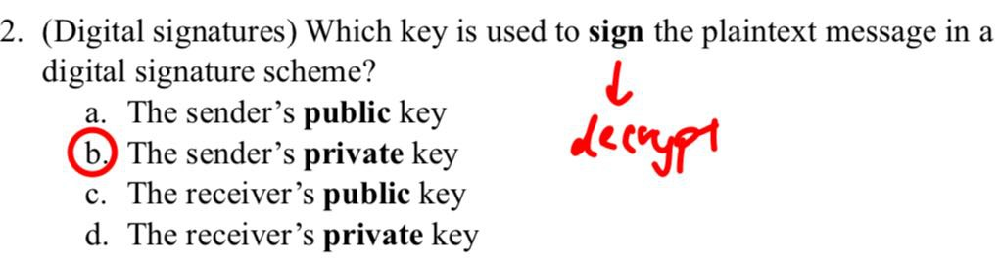 2. (Digital signatures) Which key is used to sign the plaintext message in a
digital signature scheme?
a. The sender’s public key
b. The sender’s private key
c. The receiver’s public key
d. The receiver’s private key
decrypt